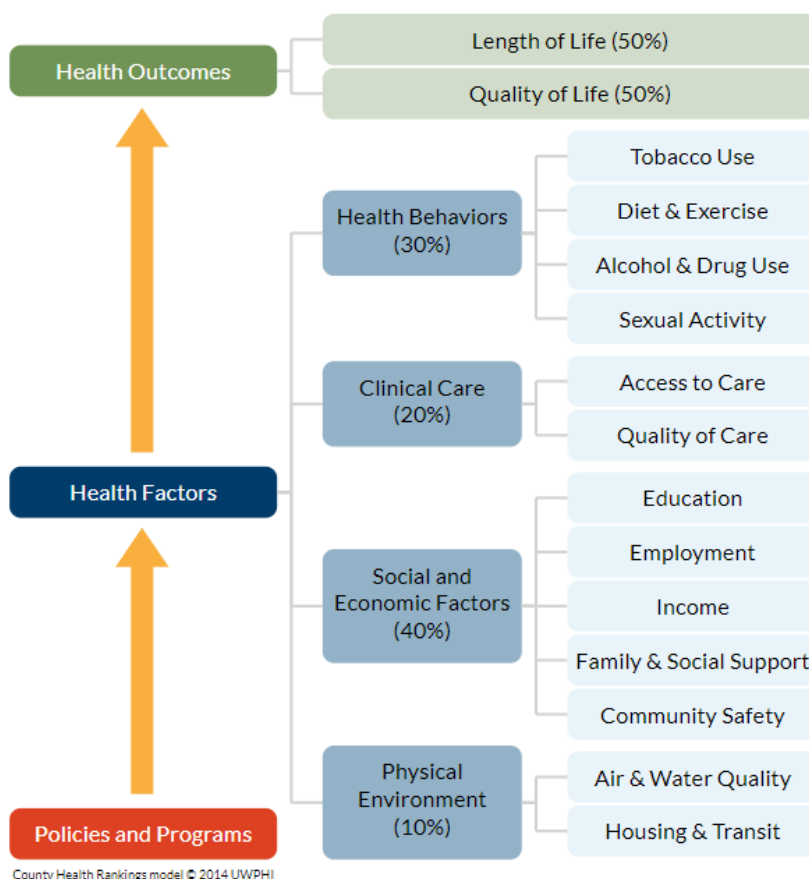 Health Outcomes
Length of Life (50%)
Quality of Life (50%)
Health Factors
Health Behaviors
(30%)
Tobacco Use
Diet & Exercise
Alcohol & Drug Use
Sexual Activity
Clinical Care
(20%)
Access to Care
Quality of Care
Social and
Economic Factors
(40%)
Education
Employment
Income
Family & Social Support
Community Safety
Physical
Environment
(10%)
Air & Water Quality
Housing & Transit
Policies and Programs
County Health Rankings model © 2014 UWPHI